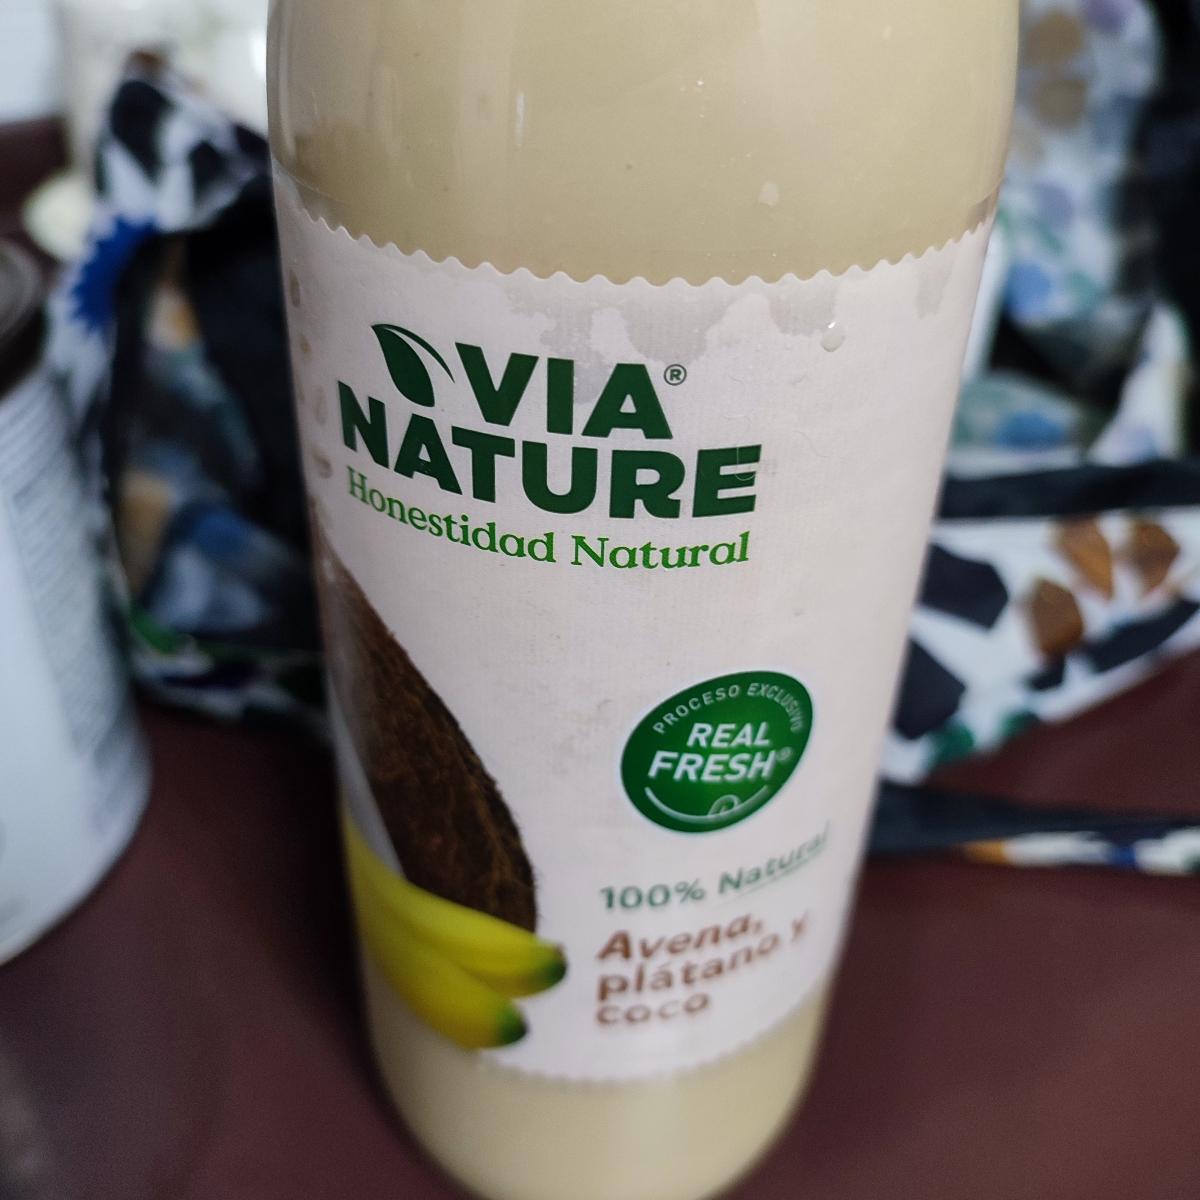 VIA®
NATURE
Honestidad Natural
PROCESO EXCLUSIVO
REAL
FRESH®
100% Natural
Avena,
plátano y
coco